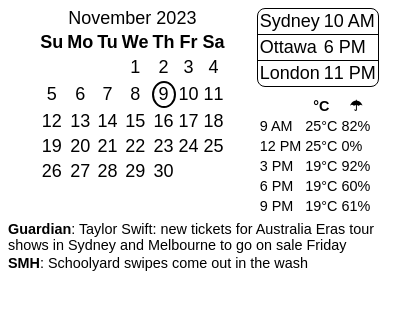 November 2023
Su Mo Tu We Th Fr Sa
1 2 3 4
5 6 7 8 9 10 11
12 13 14 15 16 17 18
19 20 21 22 23 24 25
26 27 28 29 30
Sydney 10 AM
Ottawa 6 PM
London 11 PM
°C ☂
9 AM 25°C 82%
12 PM 25°C 0%
3 PM 19°C 92%
6 PM 19°C 60%
9 PM 19°C 61%
Guardian: Taylor Swift: new tickets for Australia Eras tour
shows in Sydney and Melbourne to go on sale Friday
SMH: Schoolyard swipes come out in the wash